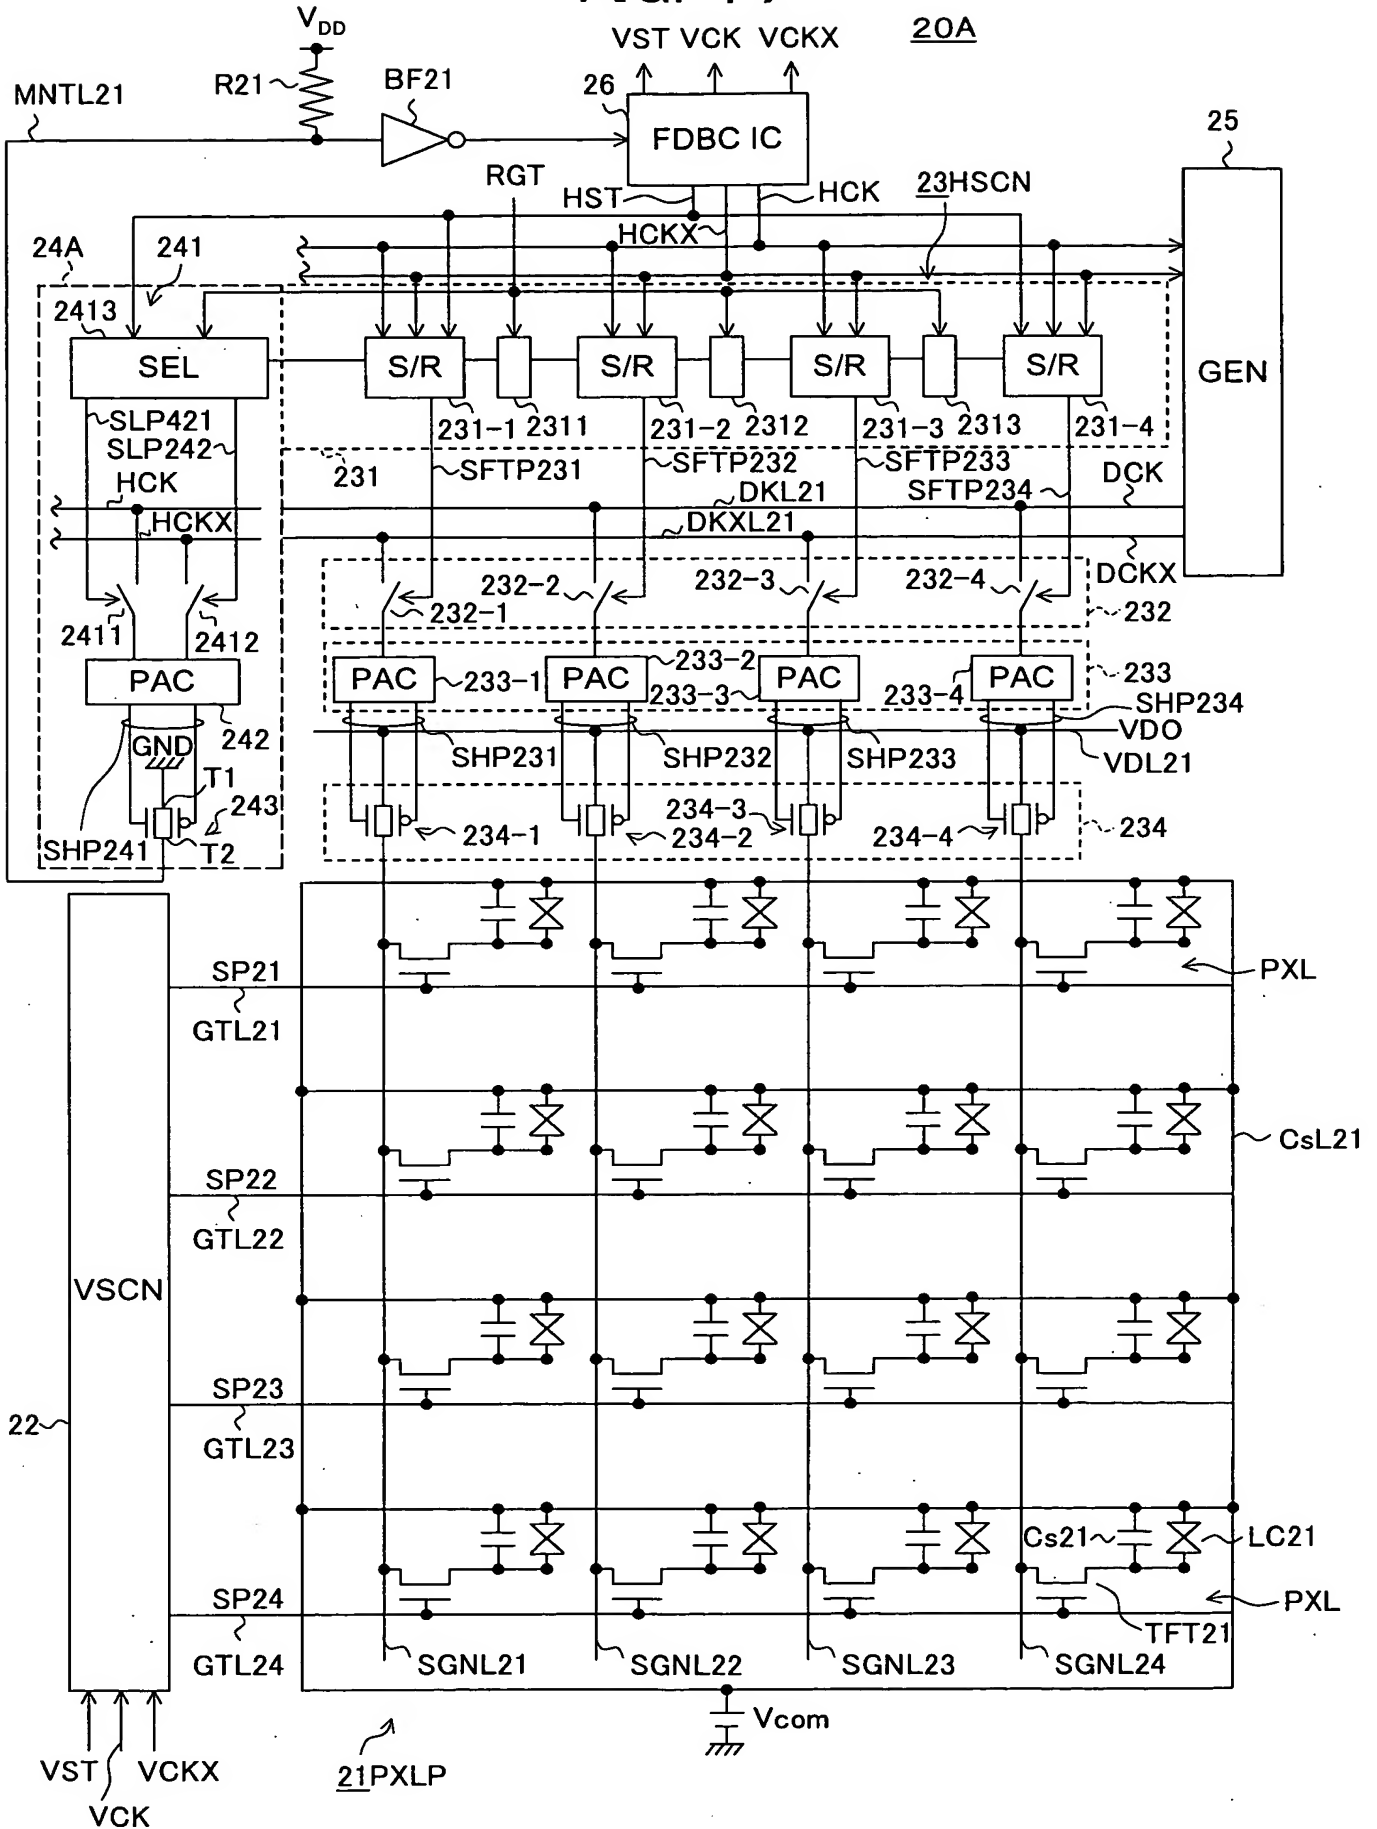 20A
VDD
VST VCK VCKX
R21
BF21
26
MNTL21
25
FDBC IC
RGT
HST
HCK
23HSCN
HCKX
24A
241
2413
SEL
S/R
S/R
S/R
S/R
GEN
SLP421
231-1
2311
231-2
2312
231-3
2313
231-4
SLP242
231
SFTP231
SFTP232
SFTP233
DCK
HCK
DKL21
SFTP234
HCKX
DKXL21
DCKX
232-1
232-2
232-3
232-4
232
2411
2412
PAC
PAC
233-1
PAC
233-2
233-3
PAC
233-4
PAC
233
SHP234
242
GND
SHP231
SHP232
SHP233
VDO
VDL21
T1
243
234-1
234-2
234-3
234-4
234
SHP241
T2
SP21
PXL
GTL21
SP22
CsL21
GTL22
VSCN
SP23
22
GTL23
Cs21
LC21
SP24
PXL
TFT21
GTL24
SGNL21
SGNL22
SGNL23
SGNL24
Vcom
VST
VCKX
21PXLP
VCK